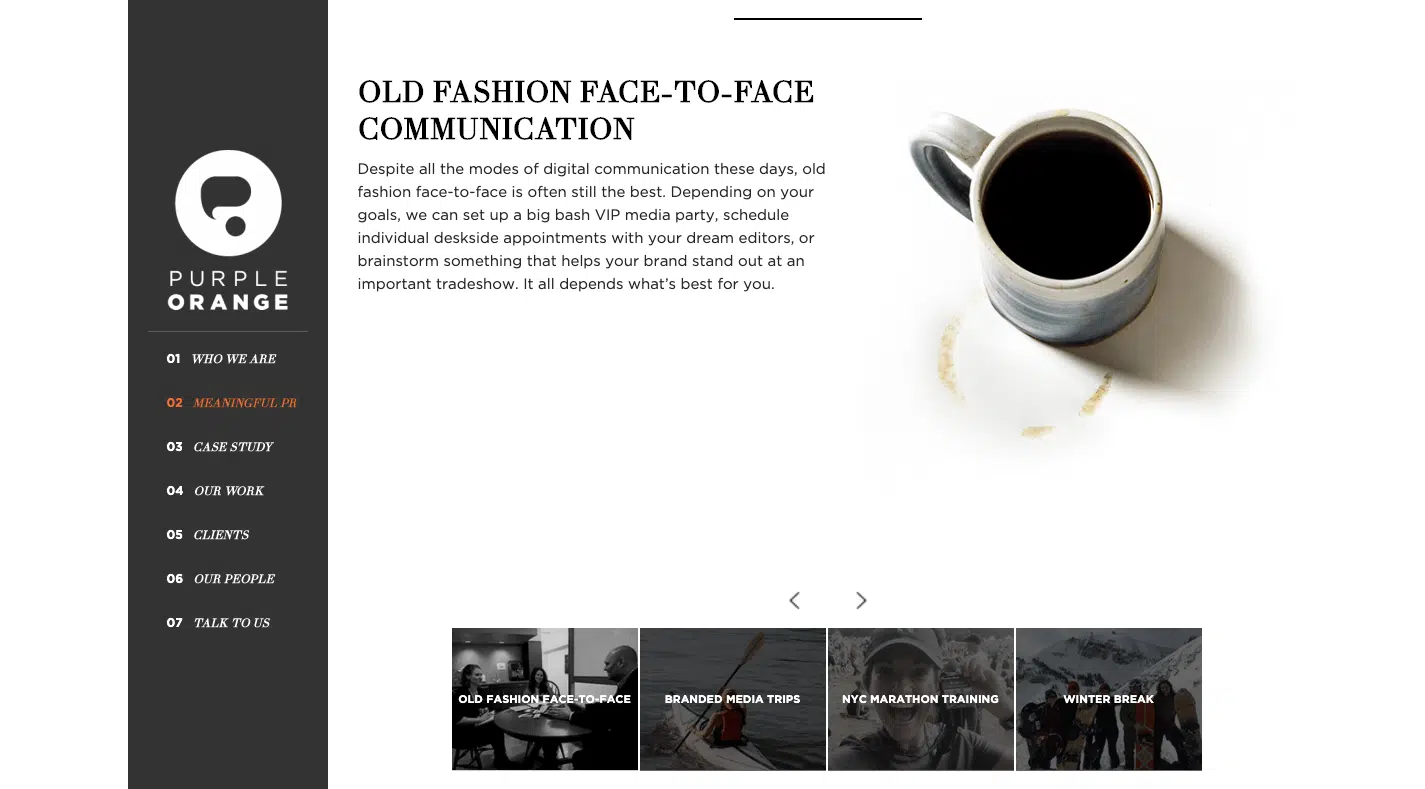 PURPLE
ORANGE
01 WHO WE ARE
02 MEANINGFUL PR
03 CASE STUDY
04 OUR WORK
05 CLIENTS
06 OUR PEOPLE
07 TALK TO US
OLD FASHION FACE-TO-FACE
COMMUNICATION
Despite all the modes of digital communication these days, old
fashion face-to-face is often still the best. Depending on your
goals, we can set up a big bash VIP media party, schedule
individual deskside appointments with your dream editors, or
brainstorm something that helps your brand stand out at an
important tradeshow. It all depends what’s best for you.
OLD FASHION FACE-TO-FACE
BRANDED MEDIA TRIPS
NYC MARATHON TRAINING
WINTER BREAK